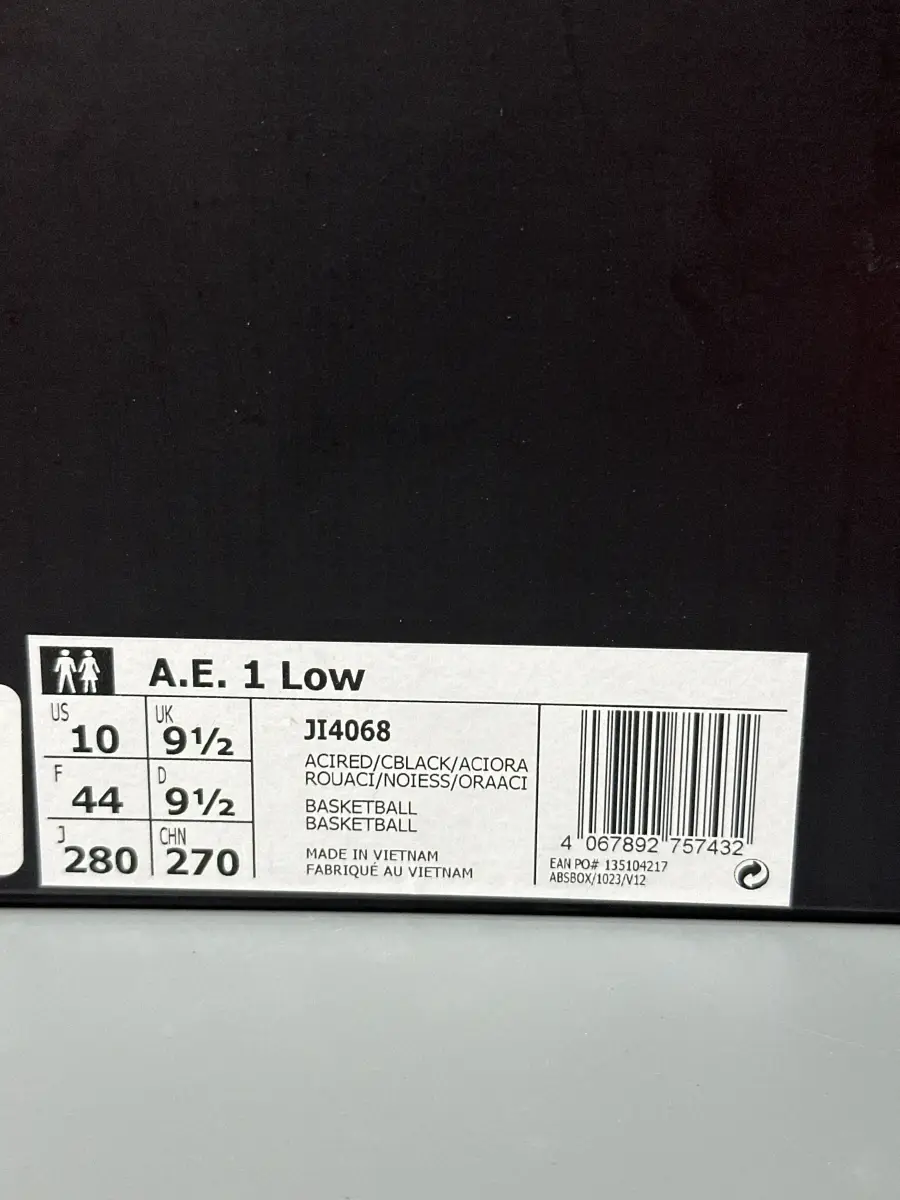 A.E. 1 Low
US 10 UK 9½
F 44 D 9½
J 280 CHN 270
JI4068
ACIRED/CBLACK/ACIORA
ROUACI/NOIESS/ORAACI
BASKETBALL
BASKETBALL
MADE IN VIETNAM
FABRIQUÉ AU VIETNAM
4 067892 757432
EAN PO# 135104217
ABSBOX/1023/V12